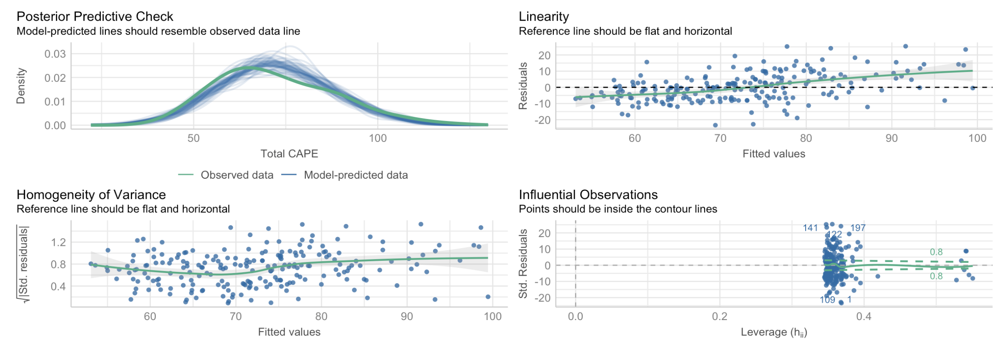 Posterior Predictive Check
Model-predicted lines should resemble observed data line
Density
0.03
0.02
0.01
0.00
50
100
Total CAPE
Observed data
Model-predicted data
Linearity
Reference line should be flat and horizontal
Residuals
20
10
0
-10
-20
60
70
80
90
100
Fitted values
Homogeneity of Variance
Reference line should be flat and horizontal
√|Std. residuals|
1.2
0.8
0.4
60
70
80
90
100
Fitted values
Influential Observations
Points should be inside the contour lines
Std. Residuals
20
10
0
-10
-20
141
122
197
109
1
0.8
0.8
0.0
0.2
0.4
Leverage (hii)